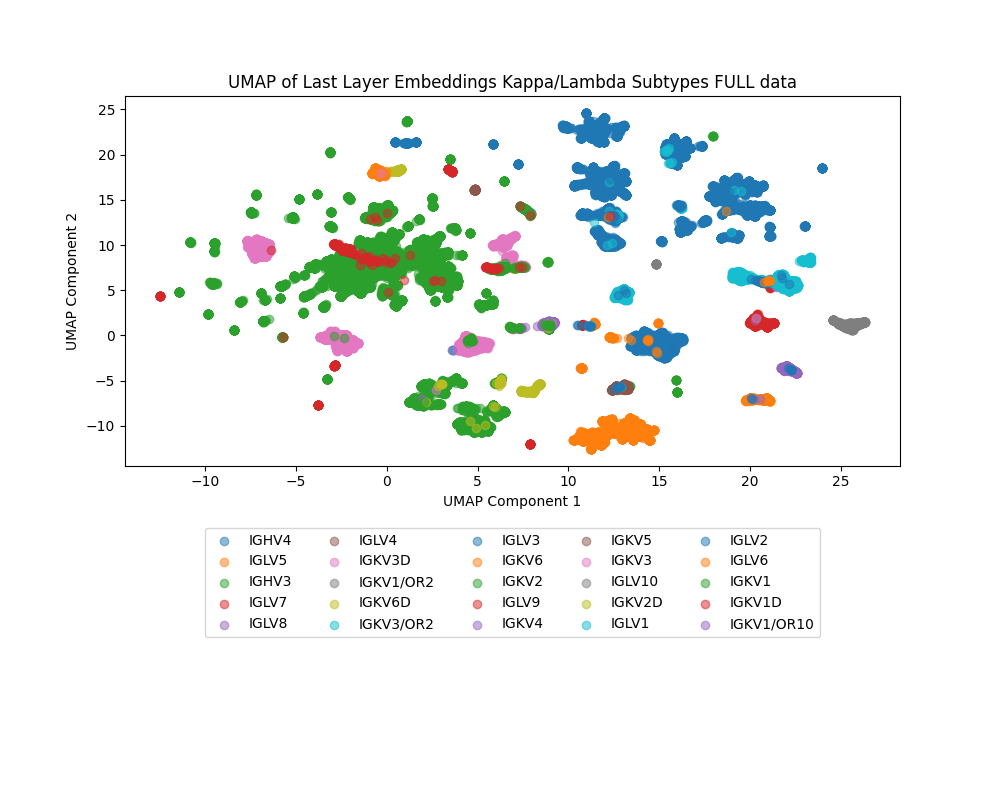 UMAP of Last Layer Embeddings Kappa/Lambda Subtypes FULL data
25
20
15
10
5
0
−5
−10
UMAP Component 2
−10 −5 0 5 10 15 20 25
UMAP Component 1
IGHV4 IGLV4 IGLV3 IGKV5 IGLV2
IGLV5 IGKV3D IGKV6 IGKV3 IGLV6
IGHV3 IGKV1/OR2 IGKV2 IGLV10 IGKV1
IGLV7 IGKV6D IGLV9 IGKV2D IGKV1D
IGLV8 IGKV3/OR2 IGKV4 IGLV1 IGKV1/OR10